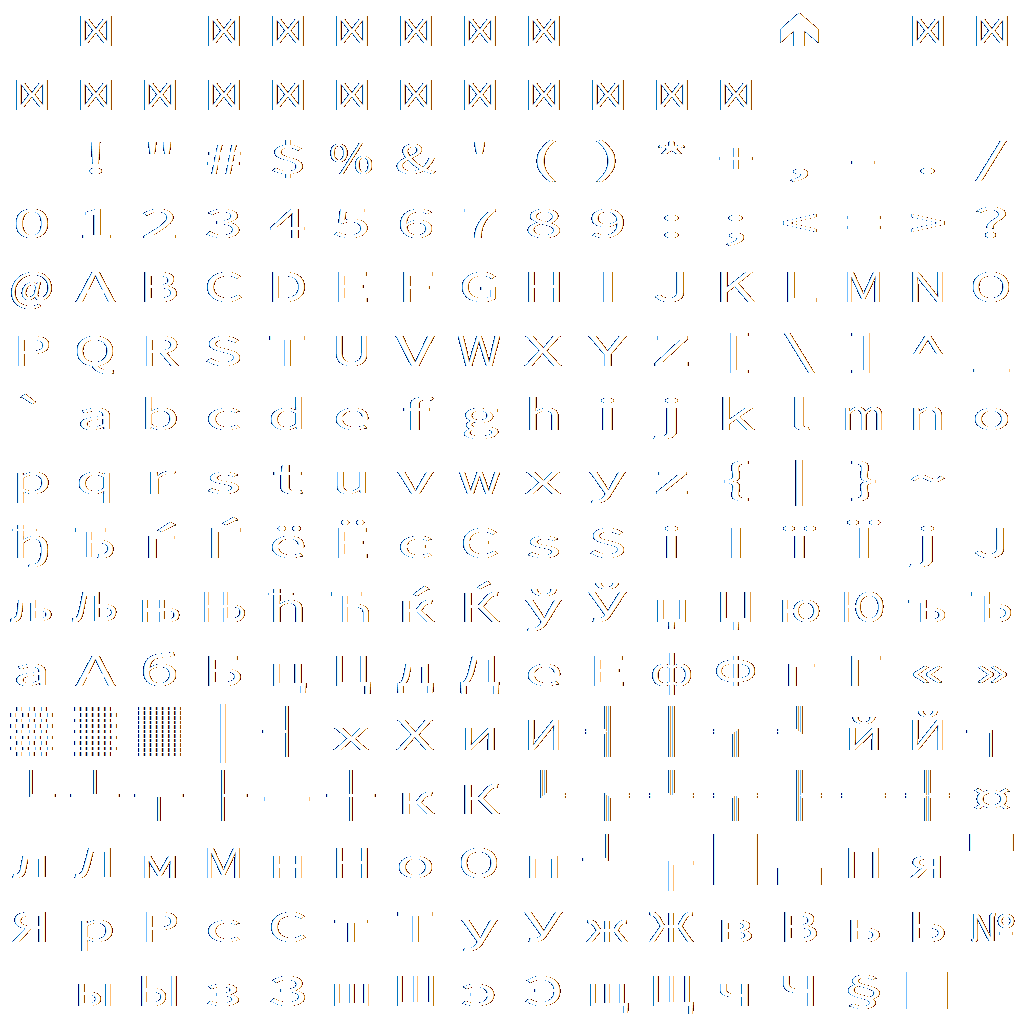 ! " # $ % & ' ( ) * + , - . /
0 1 2 3 4 5 6 7 8 9 : ; < = > ?
@ A B C D E F G H I J K L M N O
P Q R S T U V W X Y Z [ \ ] ^ _
` a b c d e f g h i j k l m n o
p q r s t u v w x y z { | } ~
ђ Ђ ѓ Ѓ ё Ё є Є ѕ Ѕ і І ї Ї ј Ј
љ Љ њ Њ ћ Ћ ќ Ќ ў Ў џ Џ ю Ю ъ Ъ
а А б Б ц Ц д Д е Е ф Ф г Г « »
░ ▒ ▓ │ ┤ х Х и И ╣ ║ ╗ ╝ й Й ┐
└ ┴ ┬ ├ ─ ┼ к К ╚ ╔ ╩ ╦ ╠ ═ ╬ ¤
л Л м М н Н о О п ┘ ┌ █ ▄ П я ▀
Я р Р с С т Т у У ж Ж в В ь Ь №
ы Ы з З ш Ш э Э щ Щ ч Ч § ■